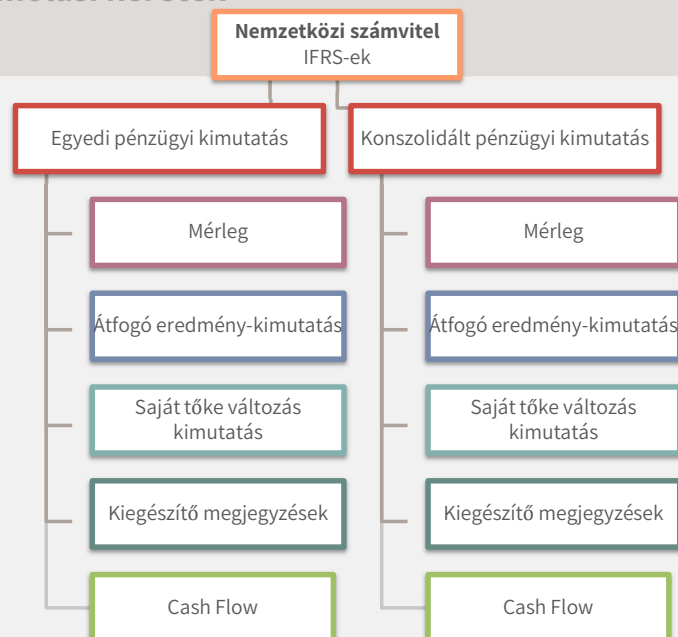 Nemzetközi számvitel
IFRS-ek
Egyedi pénzügyi kimutatás
Konszolidált pénzügyi kimutatás
Mérleg
Átfogó eredmény-kimutatás
Saját tőke változás
kimutatás
Kiegészítő megjegyzések
Cash Flow
Mérleg
Átfogó eredmény-kimutatás
Saját tőke változás
kimutatás
Kiegészítő megjegyzések
Cash Flow